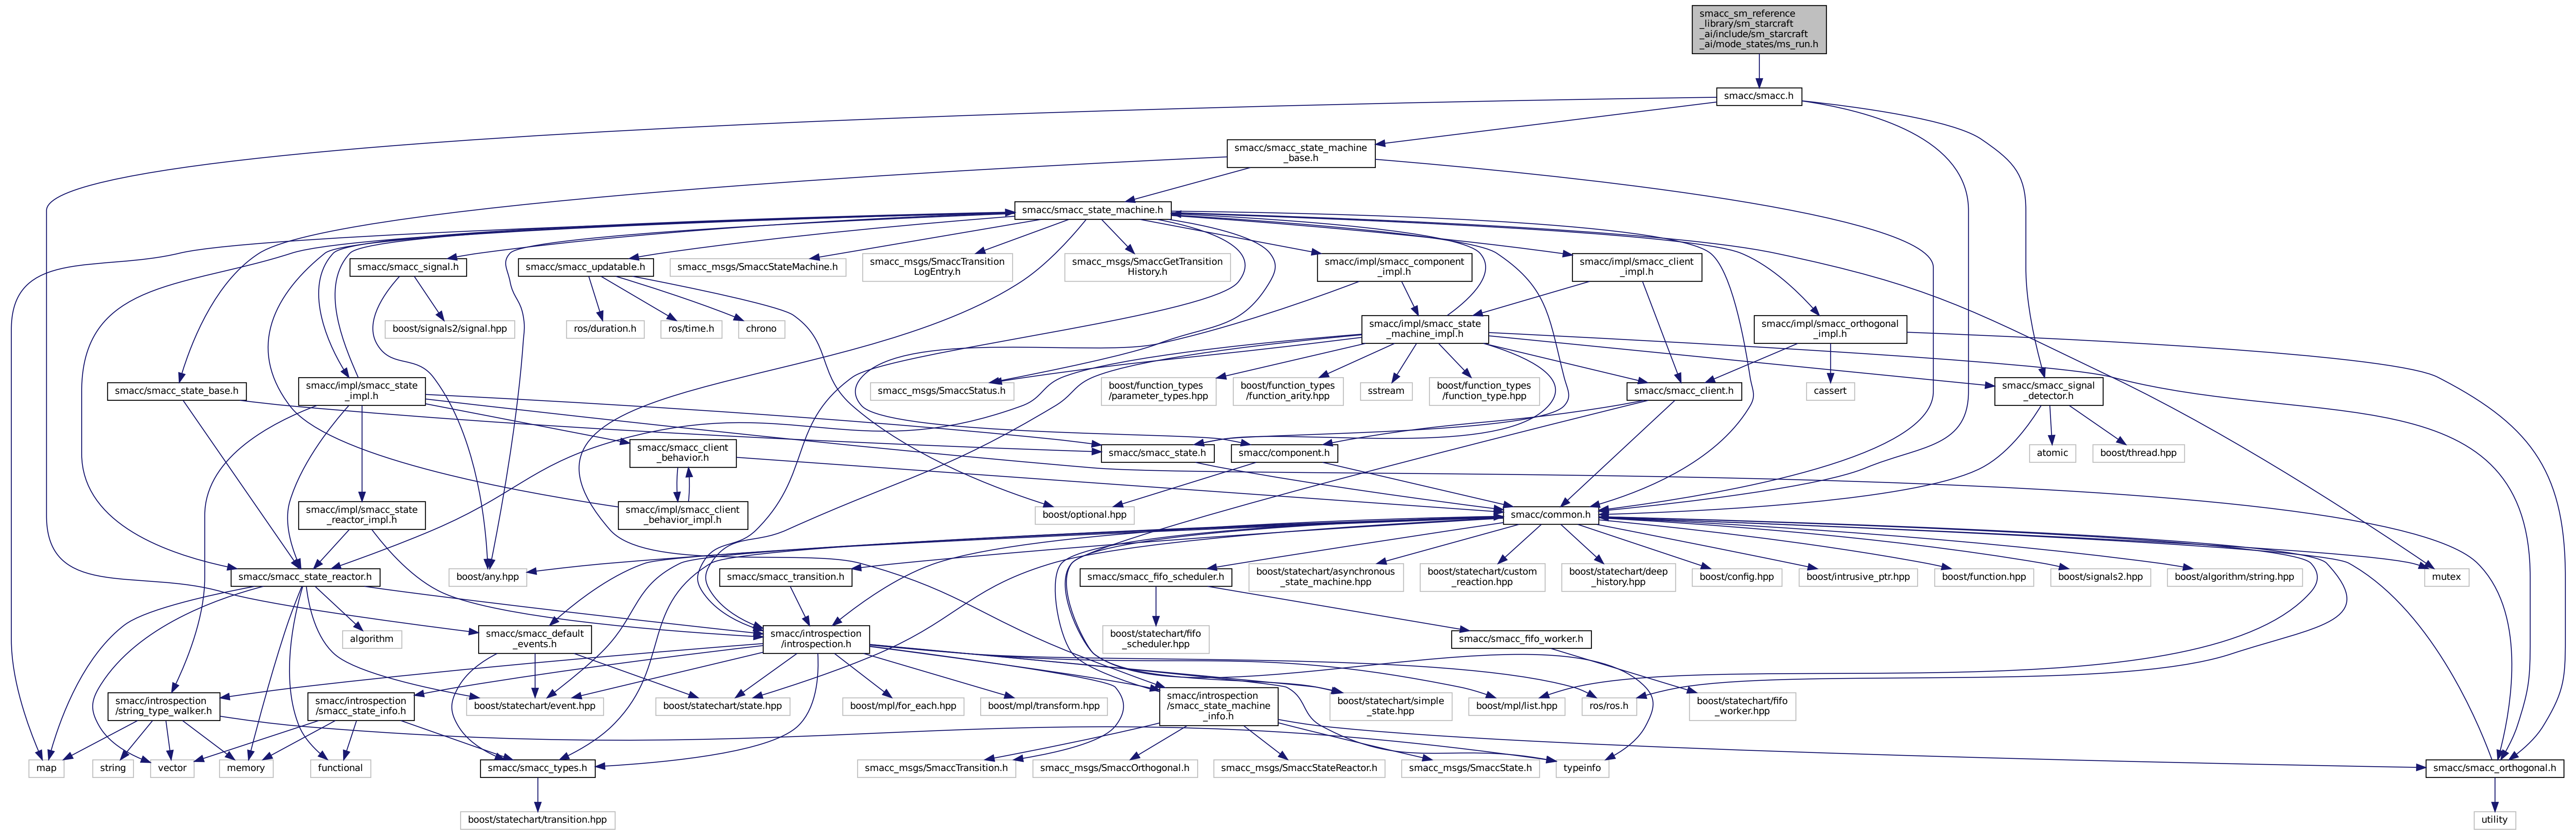 smacc_sm_reference
_library/sm_starcraft
_ai/include/sm_starcraft
_ai/mode_states/ms_run.h
smacc/smacc.h
smacc/smacc_state_machine
_base.h
smacc/smacc_state_machine.h
smacc/smacc_signal.h
smacc/smacc_updatable.h
smacc_msgs/SmaccStateMachine.h
smacc_msgs/SmaccTransition
LogEntry.h
smacc_msgs/SmaccGetTransition
History.h
smacc/impl/smacc_component
_impl.h
smacc/impl/smacc_client
_impl.h
boost/signals2/signal.hpp
ros/duration.h
ros/time.h
chrono
smacc/impl/smacc_state
_machine_impl.h
smacc/impl/smacc_orthogonal
_impl.h
smacc/smacc_state_base.h
smacc/impl/smacc_state
_impl.h
smacc_msgs/SmaccStatus.h
boost/function_types
/parameter_types.hpp
boost/function_types
/function_arity.hpp
sstream
boost/function_types
/function_type.hpp
smacc/smacc_client.h
cassert
smacc/smacc_signal
_detector.h
smacc/smacc_client
_behavior.h
smacc/smacc_state.h
smacc/component.h
atomic
boost/thread.hpp
smacc/impl/smacc_state
_reactor_impl.h
smacc/impl/smacc_client
_behavior_impl.h
boost/optional.hpp
smacc/common.h
smacc/smacc_state_reactor.h
boost/any.hpp
smacc/smacc_transition.h
smacc/smacc_fifo_scheduler.h
boost/statechart/asynchronous
_state_machine.hpp
boost/statechart/custom
_reaction.hpp
boost/statechart/deep
_history.hpp
boost/config.hpp
boost/intrusive_ptr.hpp
boost/function.hpp
boost/signals2.hpp
boost/algorithm/string.hpp
mutex
algorithm
smacc/smacc_default
_events.h
smacc/introspection
/introspection.h
boost/statechart/fifo
_scheduler.hpp
smacc/smacc_fifo_worker.h
smacc/introspection
/string_type_walker.h
smacc/introspection
/smacc_state_info.h
boost/statechart/event.hpp
boost/statechart/state.hpp
boost/mpl/for_each.hpp
boost/mpl/transform.hpp
smacc/introspection
/smacc_state_machine
_info.h
boost/statechart/simple
_state.hpp
boost/mpl/list.hpp
ros/ros.h
boost/statechart/fifo
_worker.hpp
map
string
vector
memory
functional
smacc/smacc_types.h
smacc_msgs/SmaccTransition.h
smacc_msgs/SmaccOrthogonal.h
smacc_msgs/SmaccStateReactor.h
smacc_msgs/SmaccState.h
typeinfo
smacc/smacc_orthogonal.h
boost/statechart/transition.hpp
utility